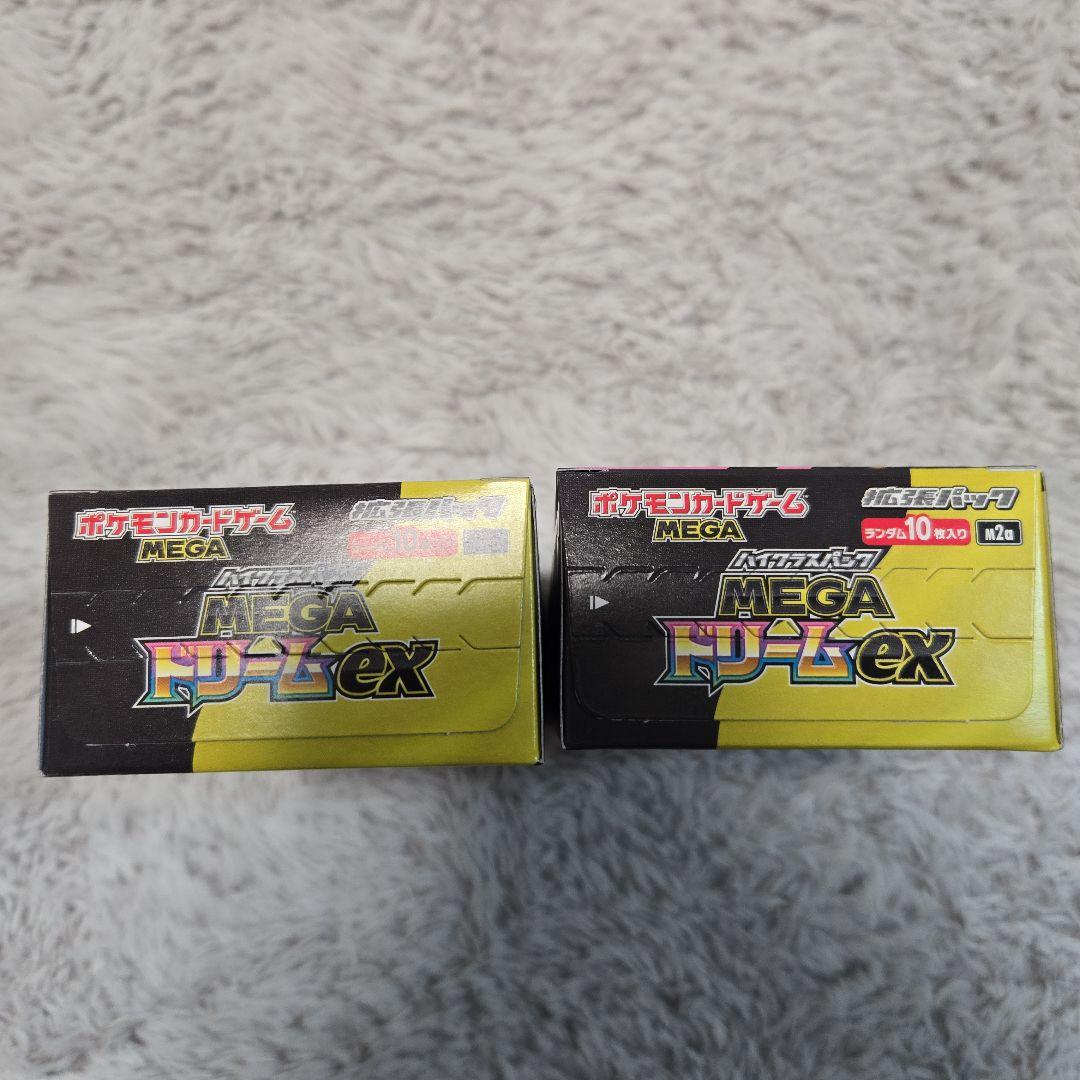 ポケモンカードゲーム
MEGA
拡張パック
10
ハイクラスパック
MEGA
ドリームex
ポケモンカードゲーム
MEGA
拡張パック
ランダム10枚入り M2a
ハイクラスパック
MEGA
ドリームex